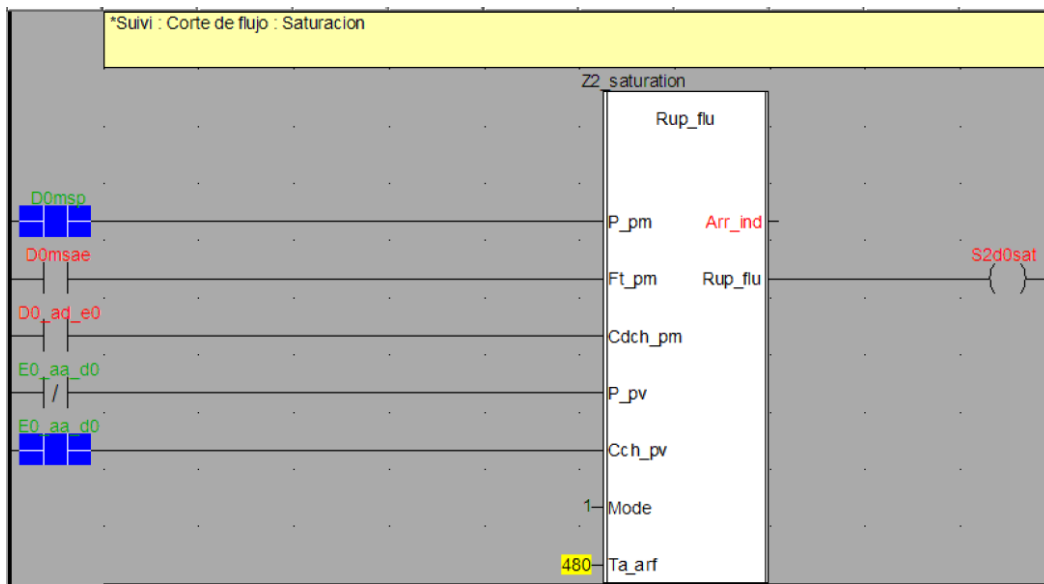 *Suivi : Corte de flujo : Saturacion
Z2_saturation
Rup_flu
D0msp
P_pm
Arr_ind
D0msae
Ft_pm
Rup_flu
S2d0sat
D0_ad_e0
Cdch_pm
E0_aa_d0
/
P_pv
E0_aa_d0
Cch_pv
1
Mode
480
Ta_arf